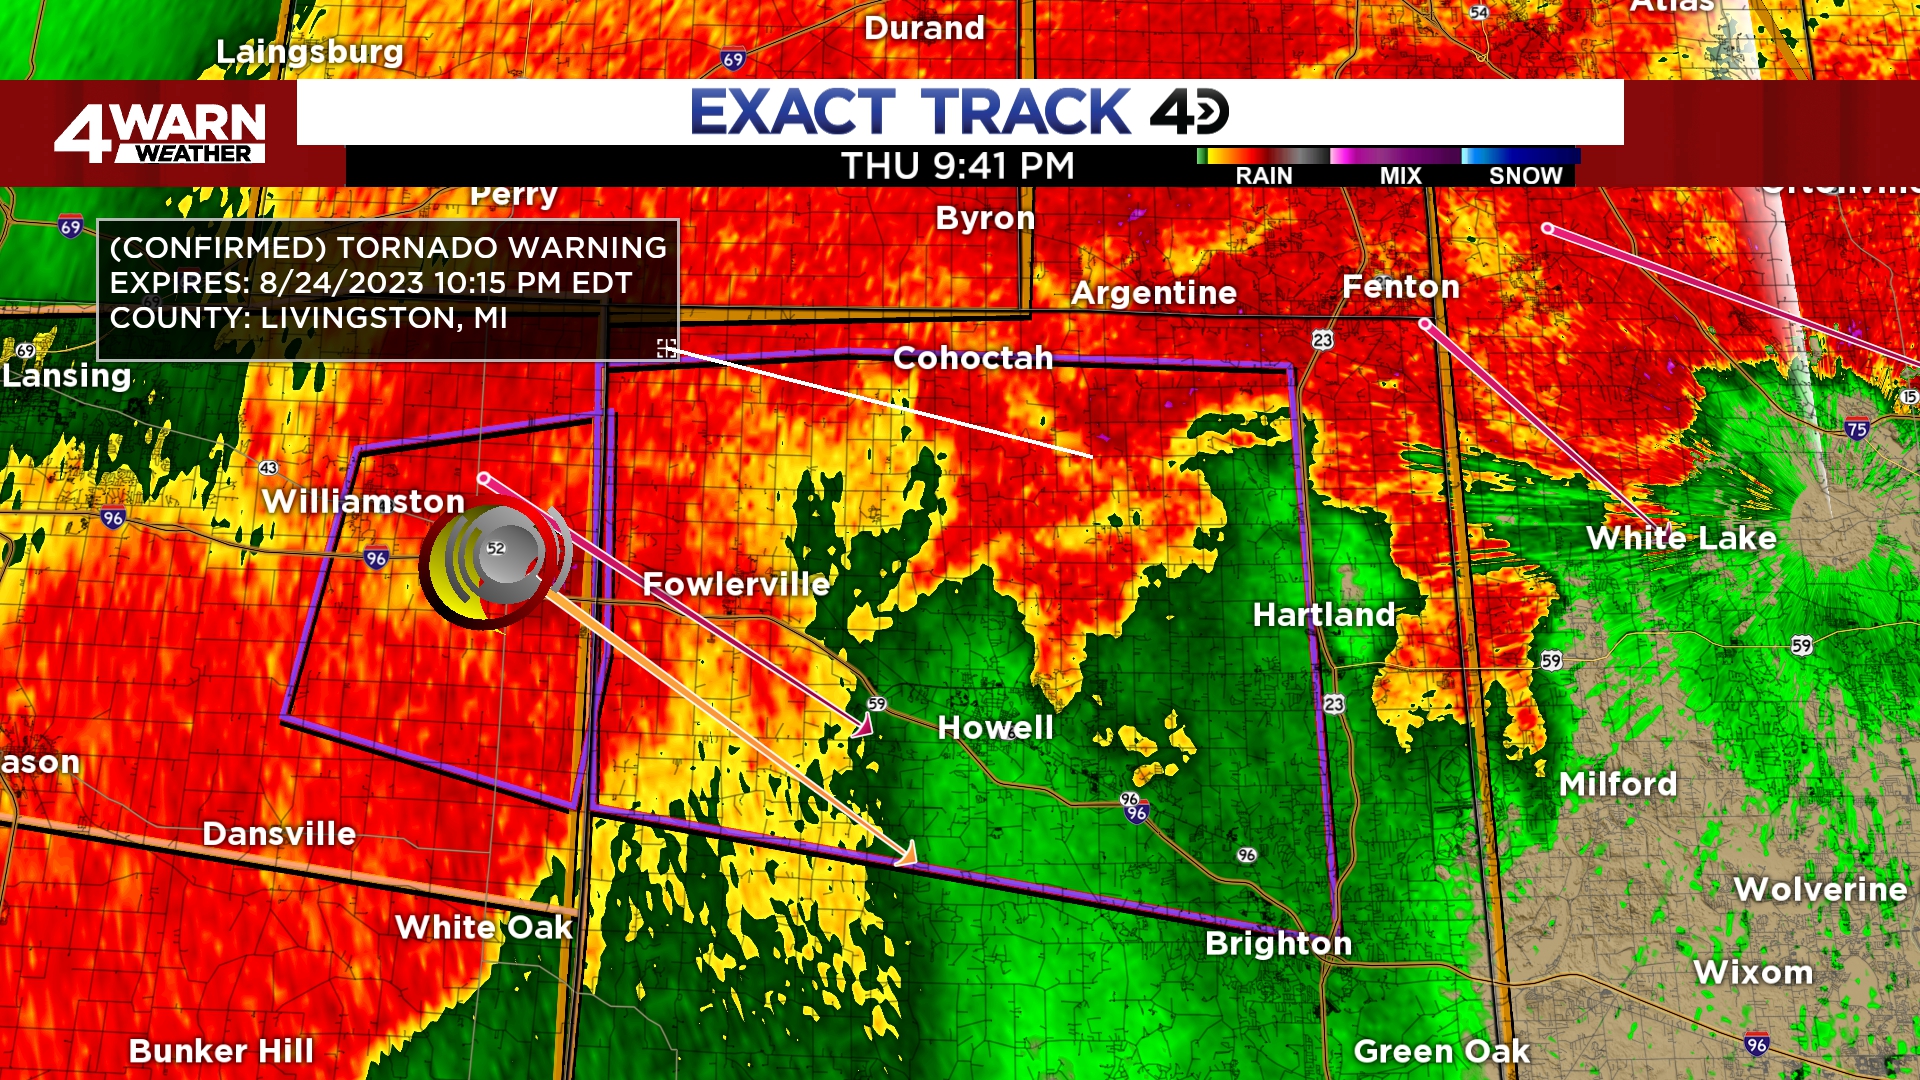 Laingsburg
69
Durand
54
4WARN
WEATHER
EXACT TRACK 4D
THU 9:41 PM
RAIN
MIX
SNOW
Perry
Byron
69
(CONFIRMED) TORNADO WARNING
EXPIRES: 8/24/2023 10:15 PM EDT
COUNTY: LIVINGSTON, MI
Argentine
Fenton
23
69
Lansing
Cohoctah
15
75
43
Williamston
96
96
52
White Lake
Fowlerville
Hartland
59
59
59
23
Howell
ason
Milford
96
96
96
Dansville
Wolverine
White Oak
Brighton
Wixom
Bunker Hill
Green Oak
96